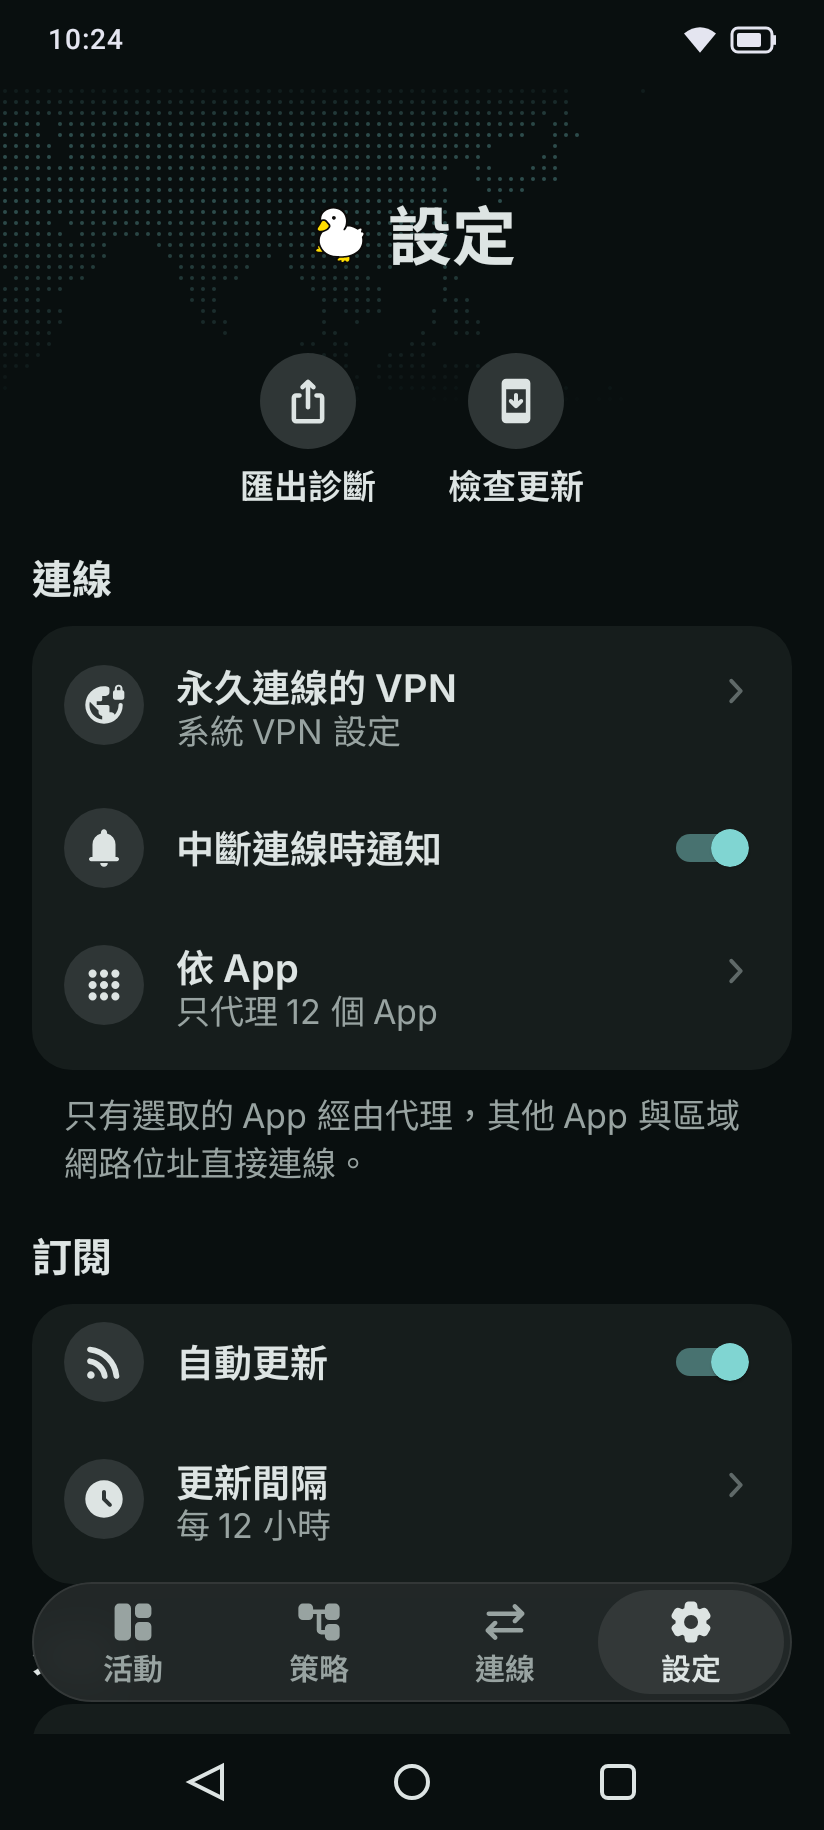 10:24
設定
匯出診斷
檢查更新
連線
永久連線的 VPN
系統 VPN 設定
中斷連線時通知
依 App
只代理 12 個 App
只有選取的 App 經由代理，其他 App 與區域
網路位址直接連線。
訂閱
自動更新
更新間隔
每 12 小時
活動
策略
連線
設定